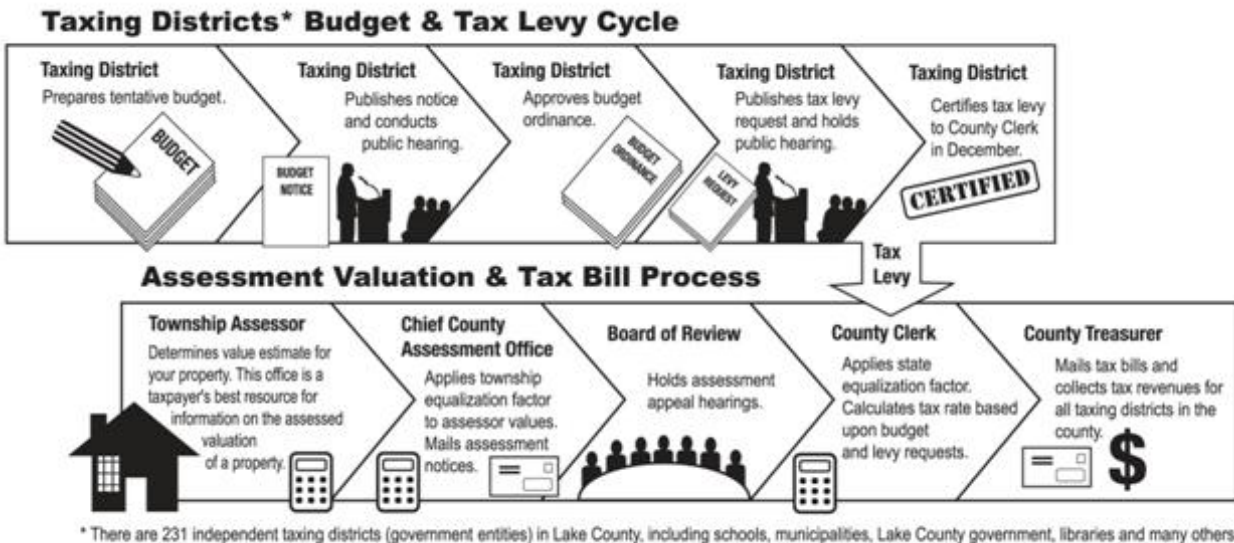 Taxing Districts* Budget & Tax Levy Cycle
Taxing District
Prepares tentative budget.
BUDGET
Taxing District
Publishes notice
and conducts
public hearing.
BUDGET
NOTICE
Taxing District
Approves budget
ordinance.
BUDGET
ORDINANCE
Taxing District
Publishes tax levy
request and holds
public hearing.
LEVY
REQUEST
Taxing District
Certifies tax levy
to County Clerk
in December.
CERTIFIED
Tax
Levy
Assessment Valuation & Tax Bill Process
Township Assessor
Determines value estimate for
your property. This office is a
taxpayer's best resource for
information on the assessed
valuation
of a property.
Chief County
Assessment Office
Applies township
equalization factor
to assessor values.
Mails assessment
notices.
Board of Review
Holds assessment
appeal hearings.
County Clerk
Applies state
equalization factor.
Calculates tax rate based
upon budget
and levy requests.
County Treasurer
Mails tax bills and
collects tax revenues for
all taxing districts in the
county.
$
* There are 231 independent taxing districts (government entities) in Lake County, including schools, municipalities, Lake County government, libraries and many others